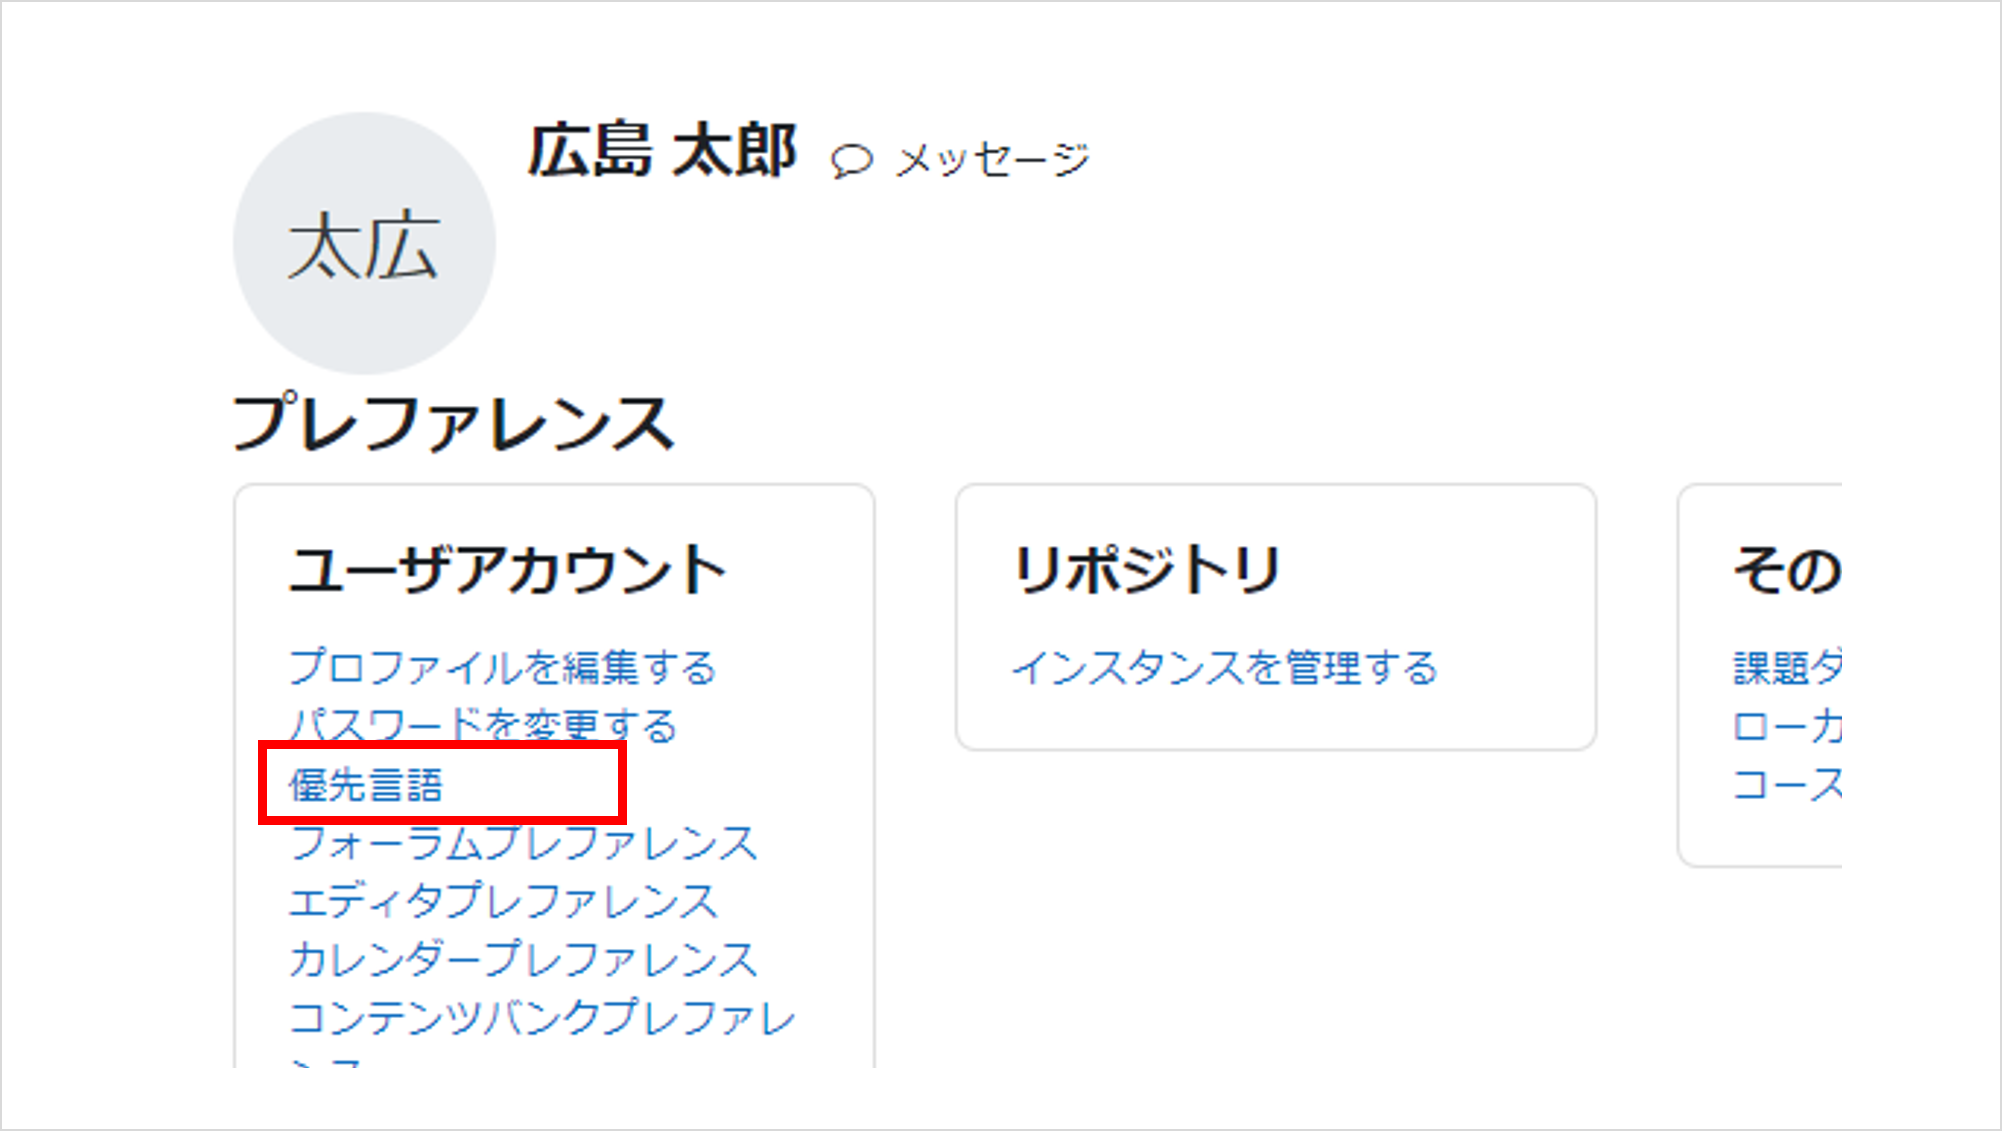 広島 太郎 メッセージ
太広
プレファレンス
ユーザアカウント
プロファイルを編集する
パスワードを変更する
優先言語
フォーラムプレファレンス
エディタプレファレンス
カレンダープレファレンス
コンテンツバンクプレファレ
ンス
リポジトリ
インスタンスを管理する
その
課題ダ
ローカ
コース